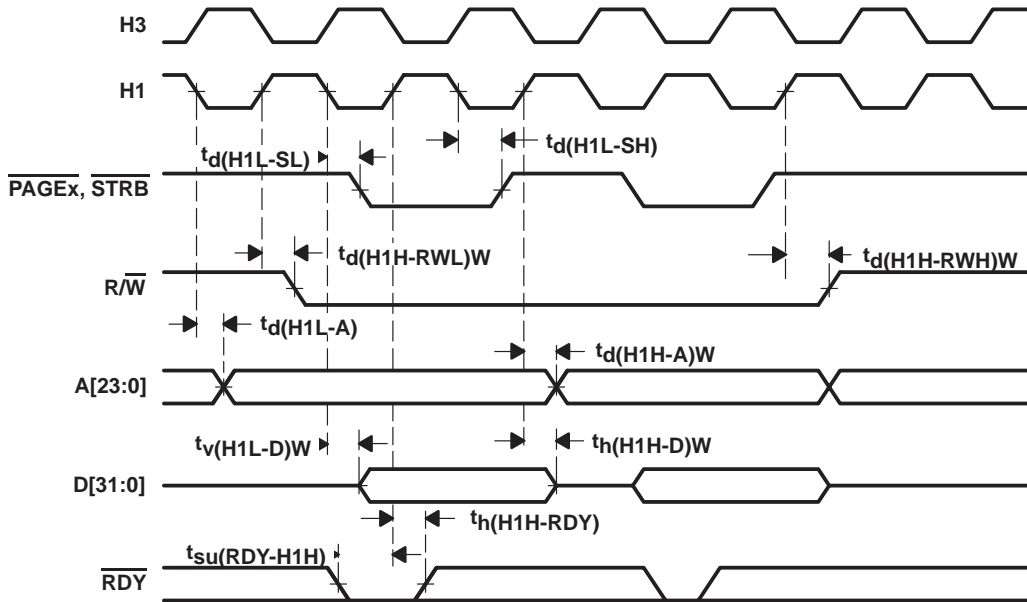 H3
H1
td(H1L-SL)
td(H1L-SH)
PAGEx, STRB
td(H1H-RWL)W
td(H1H-RWH)W
R/W
td(H1L-A)
td(H1H-A)W
A[23:0]
tv(H1L-D)W
th(H1H-D)W
D[31:0]
th(H1H-RDY)
tsu(RDY-H1H)
RDY